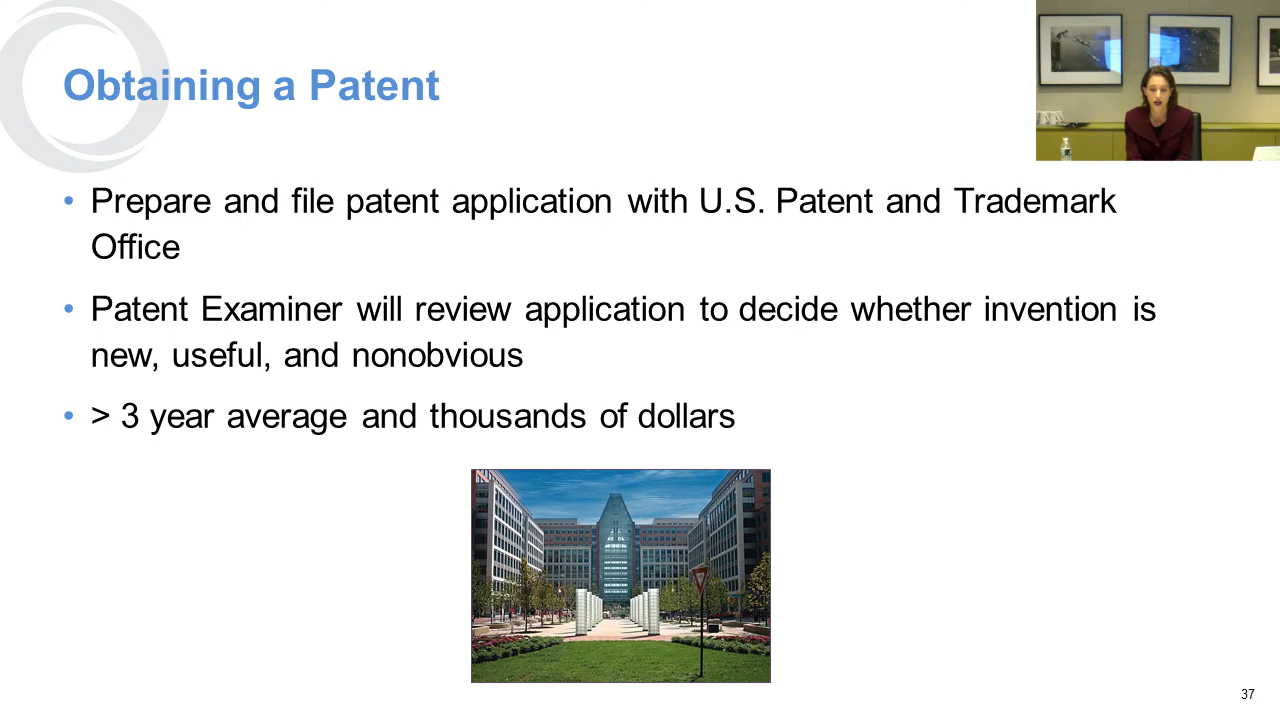 Obtaining a Patent
• Prepare and file patent application with U.S. Patent and Trademark
Office
• Patent Examiner will review application to decide whether invention is
new, useful, and nonobvious
• > 3 year average and thousands of dollars
37